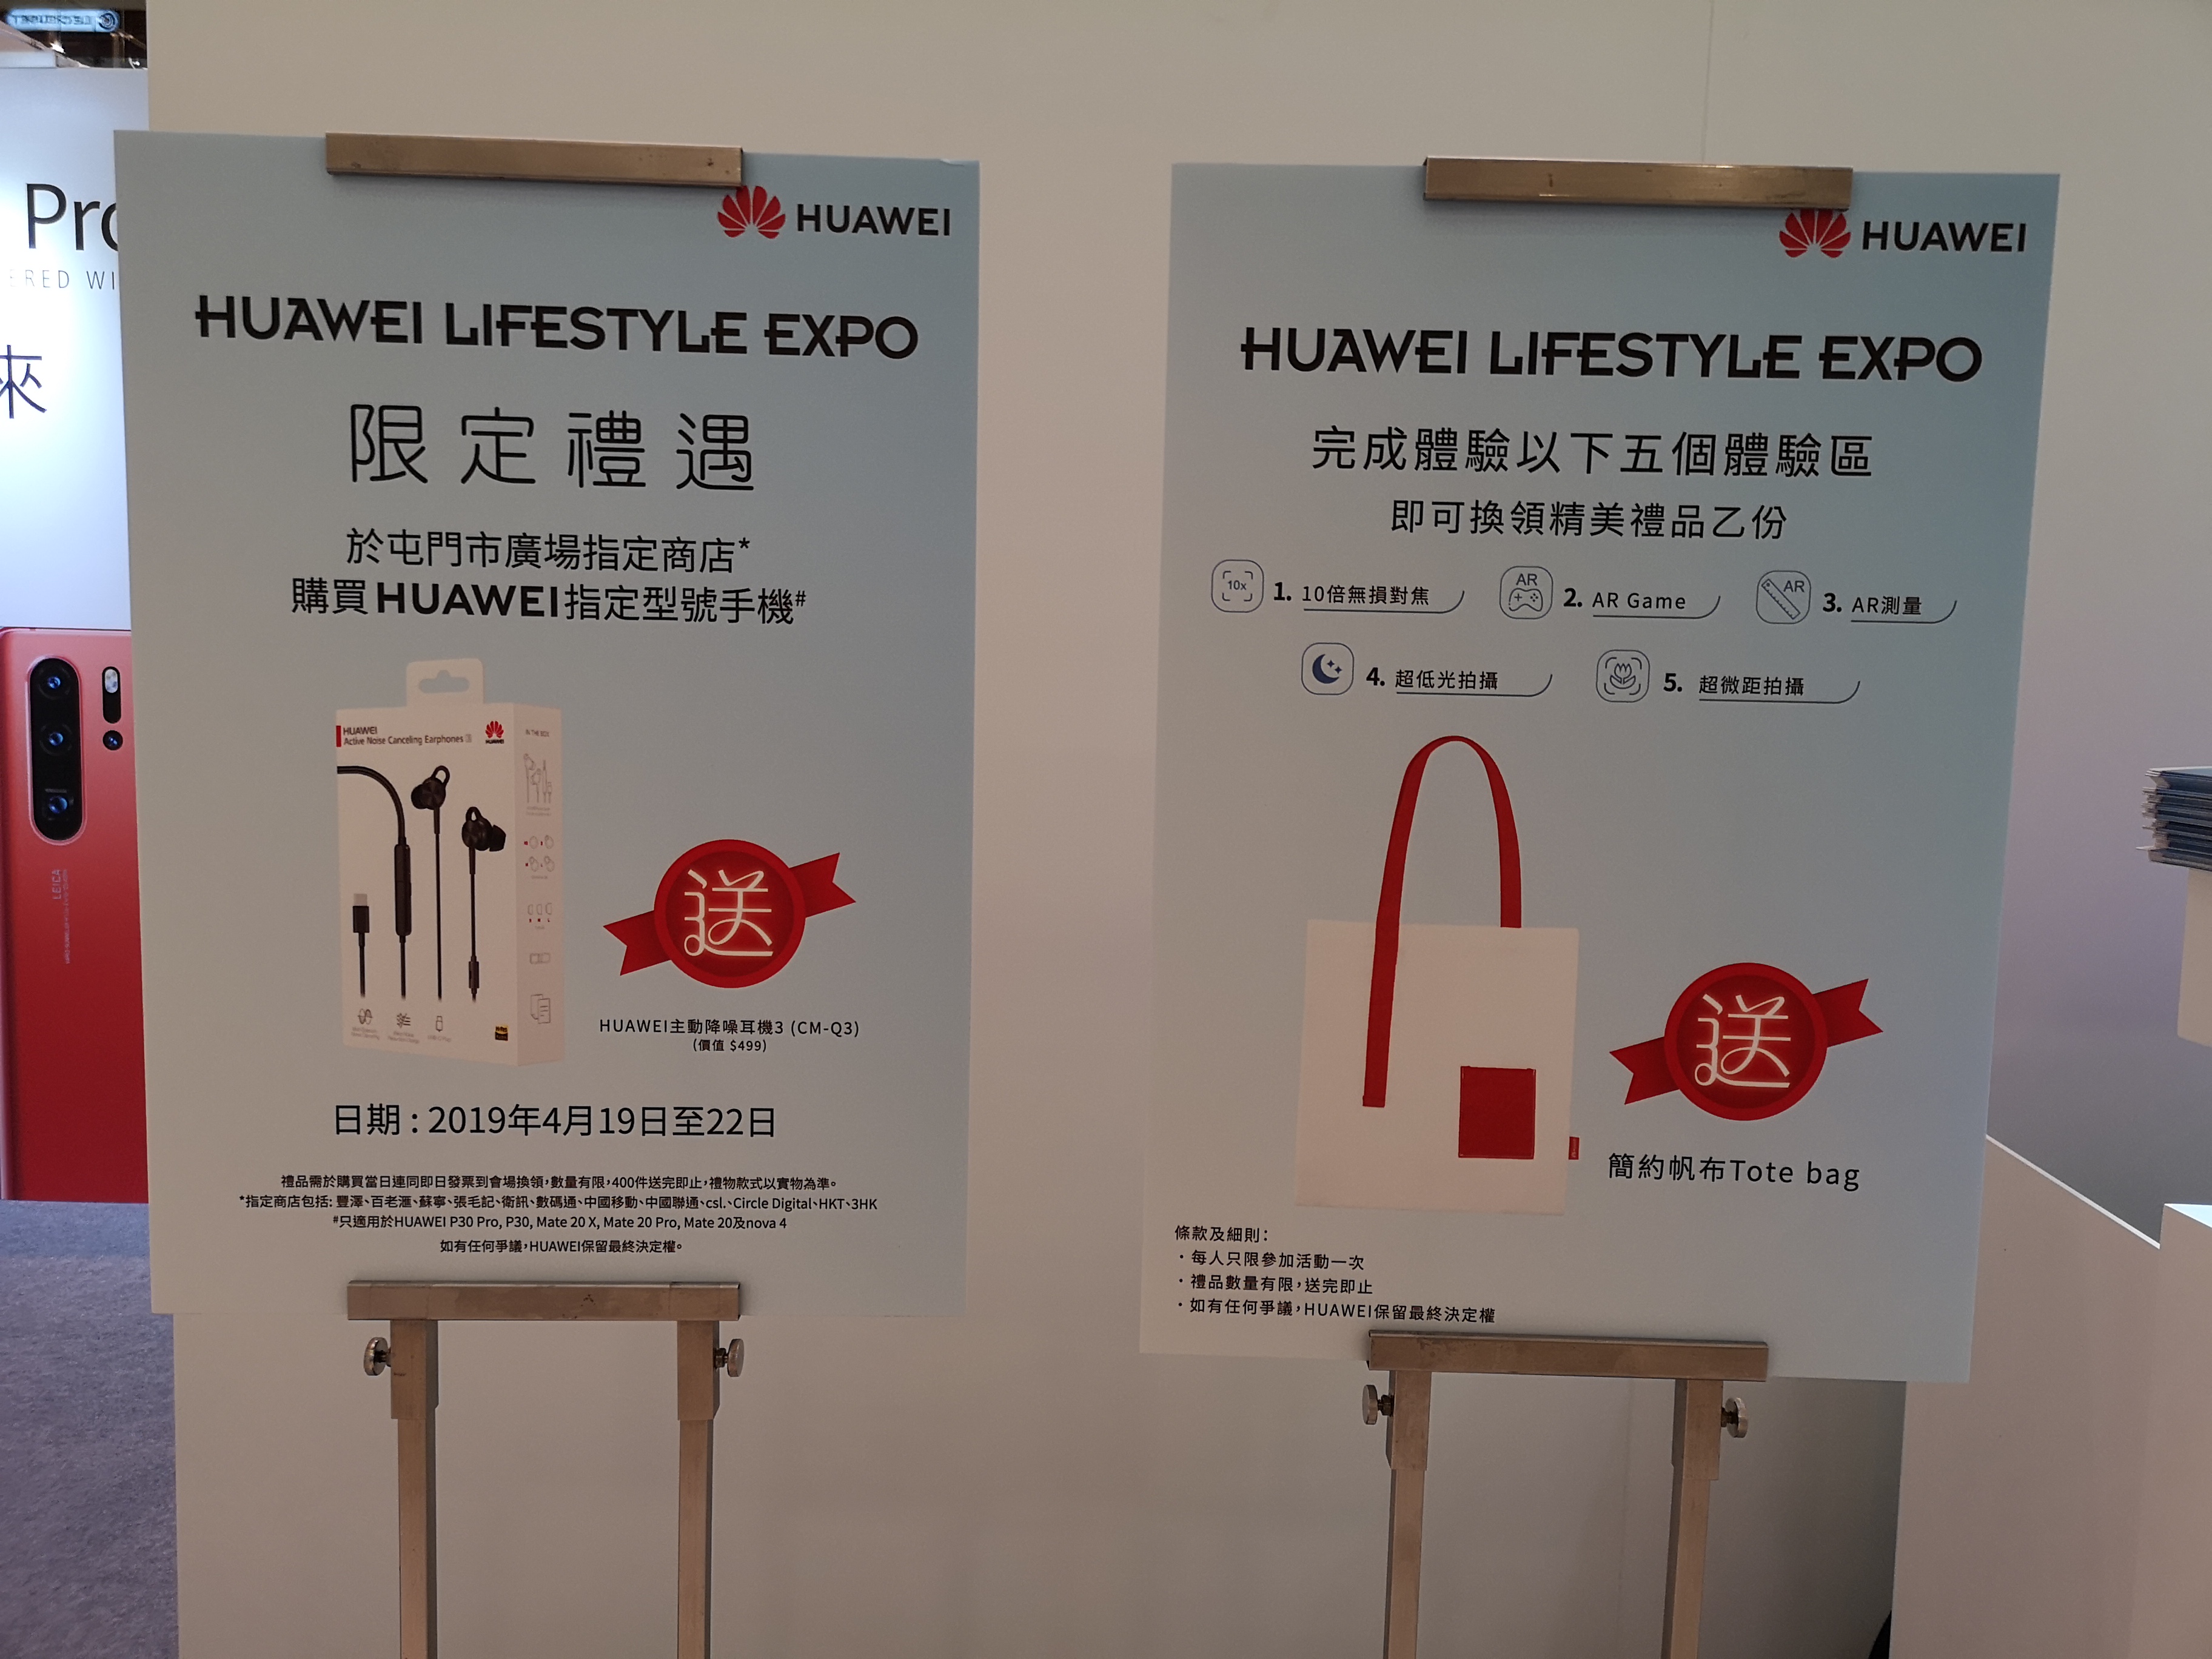 Pro
ERED WI
來
LEICA
HUAWEI
HUAWEI LIFESTYLE EXPO
限定禮遇
於屯門市廣場指定商店*
購買HUAWEI指定型號手機#
HUAWEI
Active Noise Canceling Earphones 3
HUAWEI
IN THE BOX
送
HUAWEI主動降噪耳機3 (CM-Q3)
(價值 $499)
日期 : 2019年4月19日至22日
禮品需於購買當日連同即日發票到會場換領，數量有限，400件送完即止，禮物款式以實物為準。
*指定商店包括: 豐澤、百老滙、蘇寧、張毛記、衛訊、數碼通、中國移動、中國聯通、csl.、Circle Digital、HKT、3HK
#只適用於HUAWEI P30 Pro, P30, Mate 20 X, Mate 20 Pro, Mate 20及nova 4
如有任何爭議，HUAWEI保留最終決定權。
HUAWEI
HUAWEI LIFESTYLE EXPO
完成體驗以下五個體驗區
即可換領精美禮品乙份
10x 1. 10倍無損對焦 AR 2. AR Game AR 3. AR測量
4. 超低光拍攝 5. 超微距拍攝
送
簡約帆布Tote bag
條款及細則：
・每人只限參加活動一次
・禮品數量有限，送完即止
・如有任何爭議，HUAWEI保留最終決定權